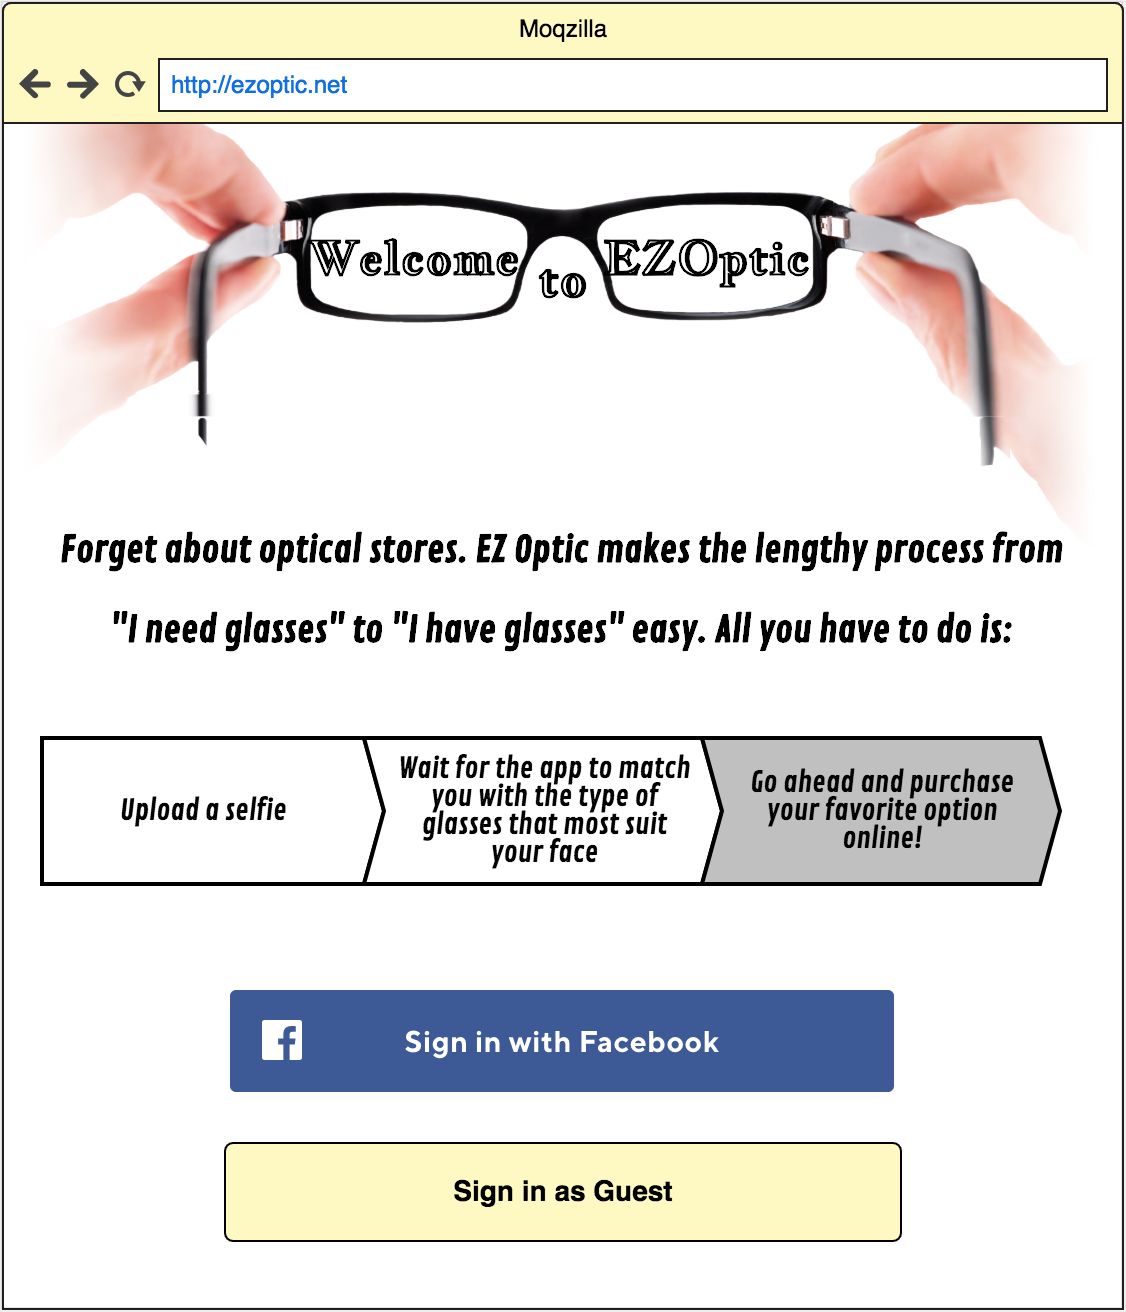 Moqzilla
http://ezoptic.net
Welcome to EZOptic
Forget about optical stores. EZ Optic makes the lengthy process from
"I need glasses" to "I have glasses" easy. All you have to do is:
Upload a selfie
Wait for the app to match
you with the type of
glasses that most suit
your face
Go ahead and purchase
your favorite option
online!
Sign in with Facebook
Sign in as Guest